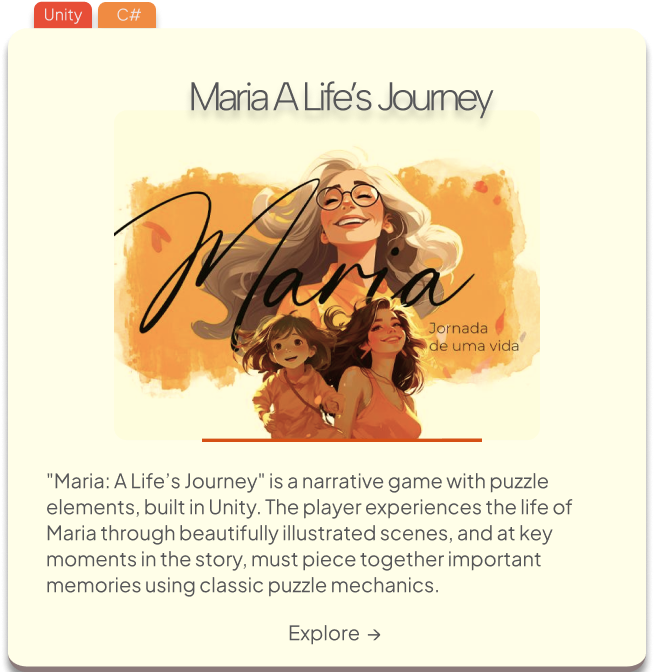 Unity C#
Maria A Life’s Journey
Maria
Jornada
de uma vida
"Maria: A Life’s Journey" is a narrative game with puzzle
elements, built in Unity. The player experiences the life of
Maria through beautifully illustrated scenes, and at key
moments in the story, must piece together important
memories using classic puzzle mechanics.
Explore →